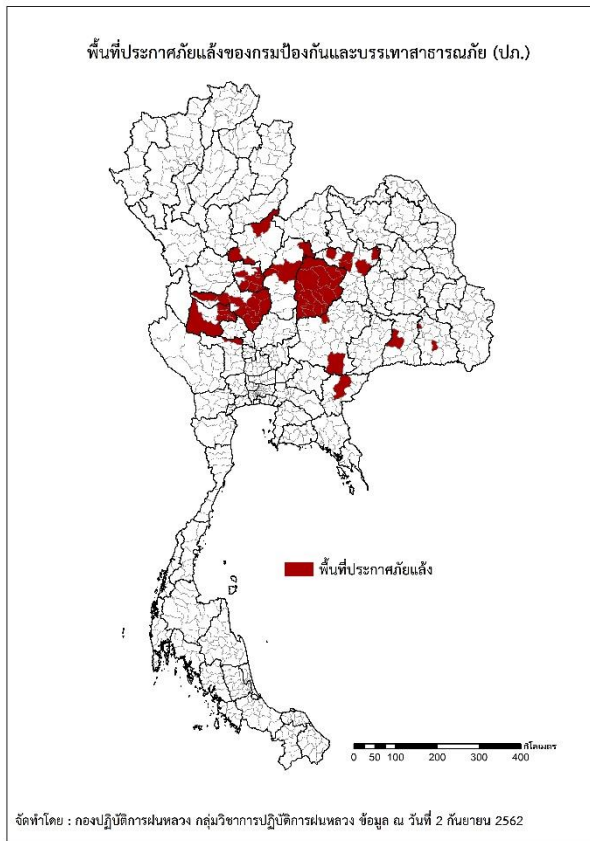 พื้นที่ประกาศภัยแล้งของกรมป้องกันและบรรเทาสาธารณภัย (ปภ.)
พื้นที่ประกาศภัยแล้ง
กิโลเมตร
0 50 100 200 300 400
จัดทำโดย : กองปฏิบัติการฝนหลวง กลุ่มวิชาการปฏิบัติการฝนหลวง ข้อมูล ณ วันที่ 2 กันยายน 2562